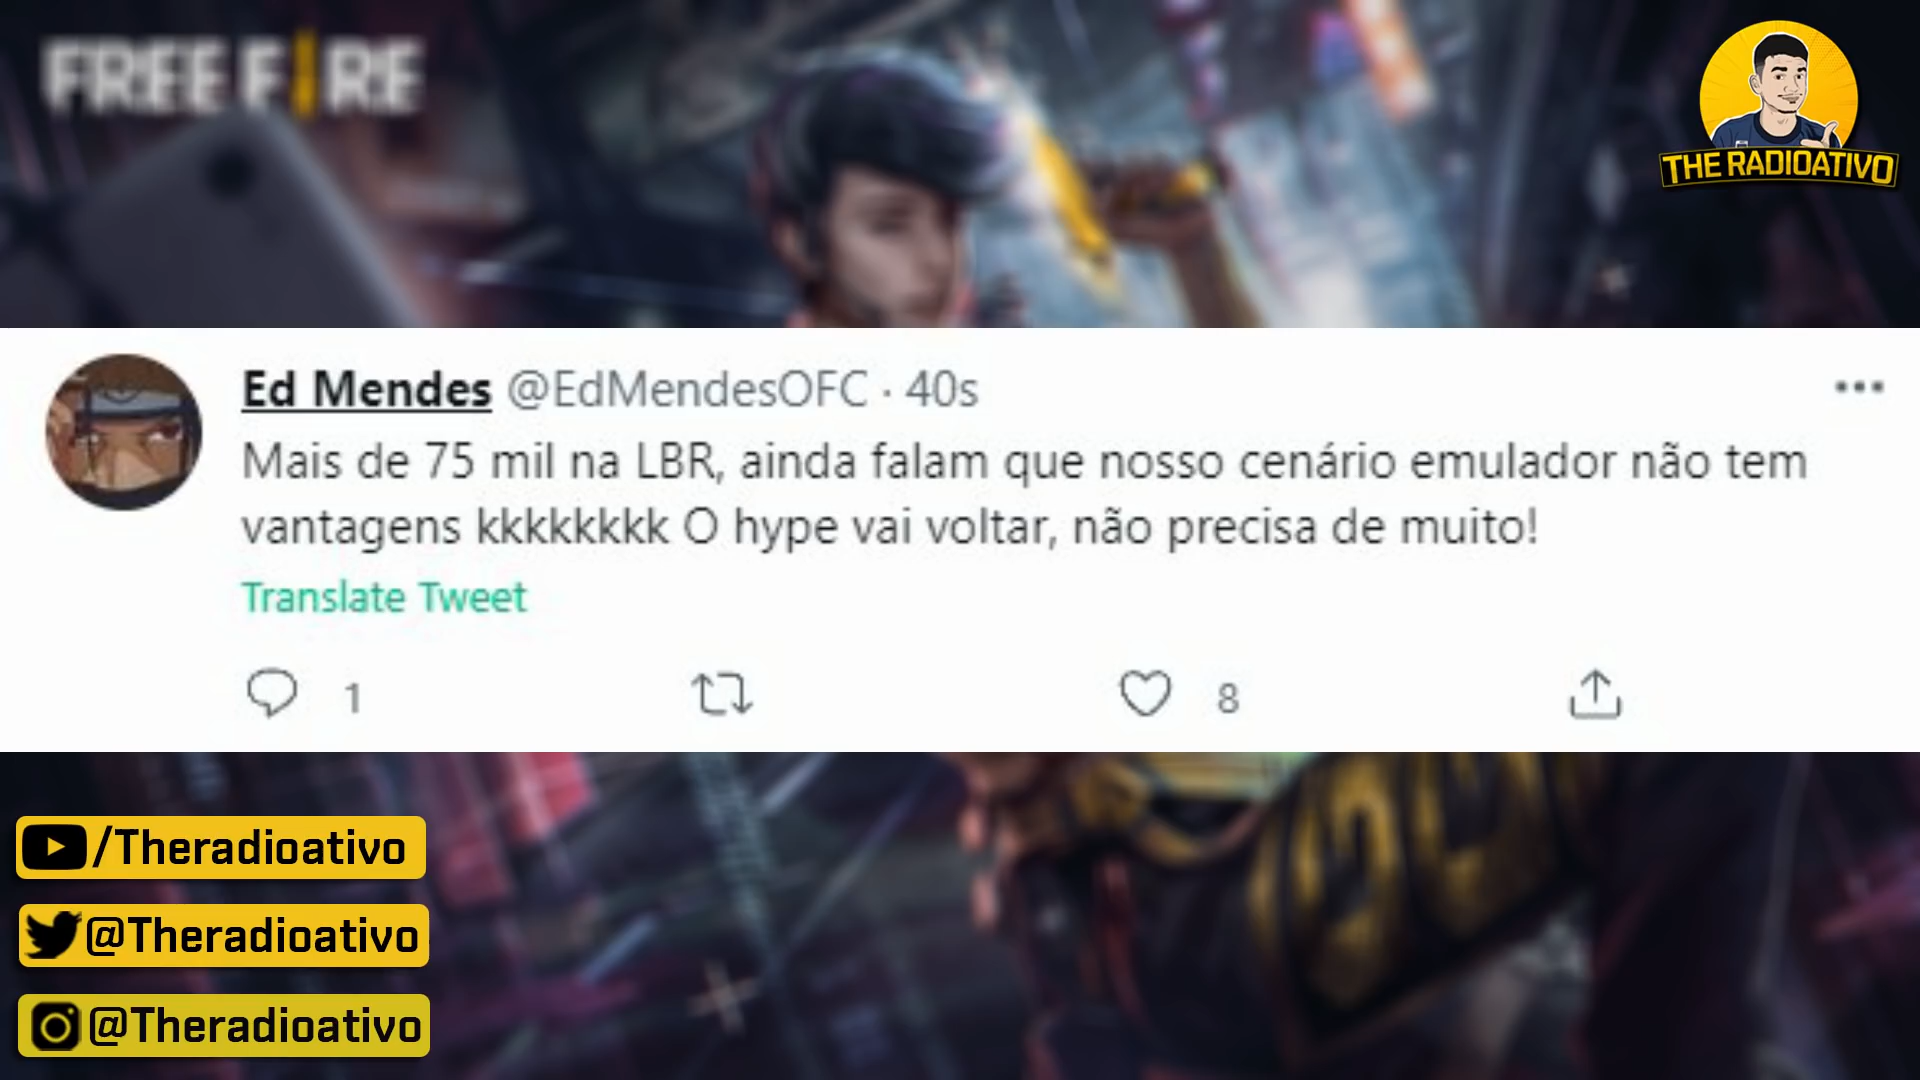 FREE FIRE
THE RADIOATIVO
Ed Mendes @EdMendesOFC · 40s
Mais de 75 mil na LBR, ainda falam que nosso cenário emulador não tem
vantagens kkkkkkkk O hype vai voltar, não precisa de muito!
Translate Tweet
1 8
/Theradioativo
@Theradioativo
@Theradioativo